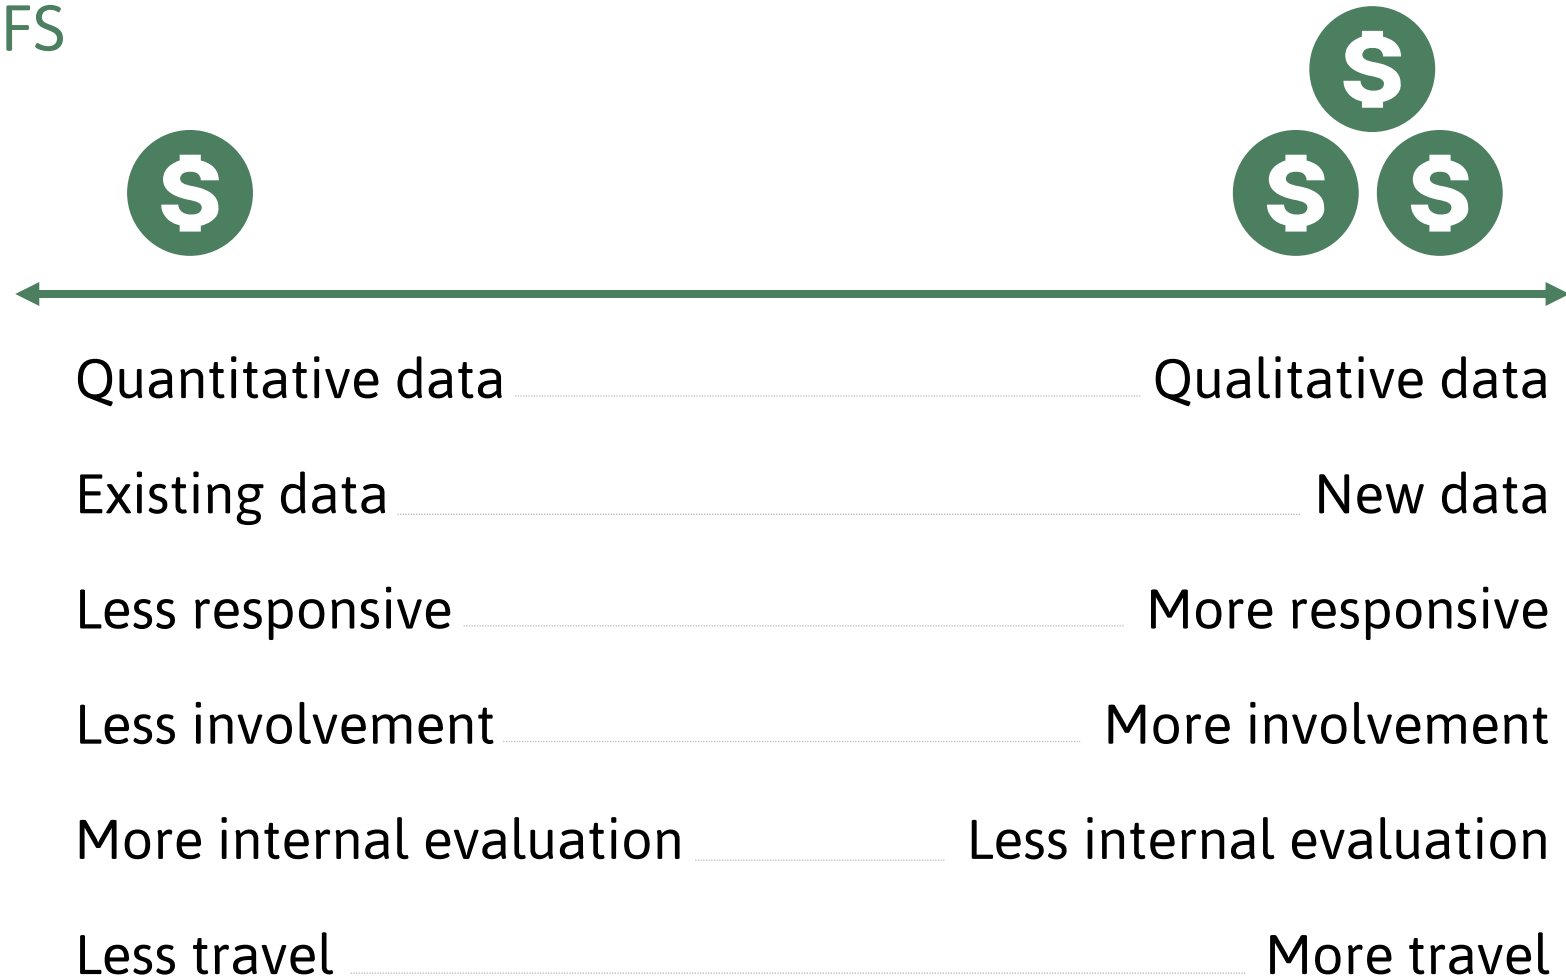 FS
$
$
$ $
Quantitative data Qualitative data
Existing data New data
Less responsive More responsive
Less involvement More involvement
More internal evaluation Less internal evaluation
Less travel More travel